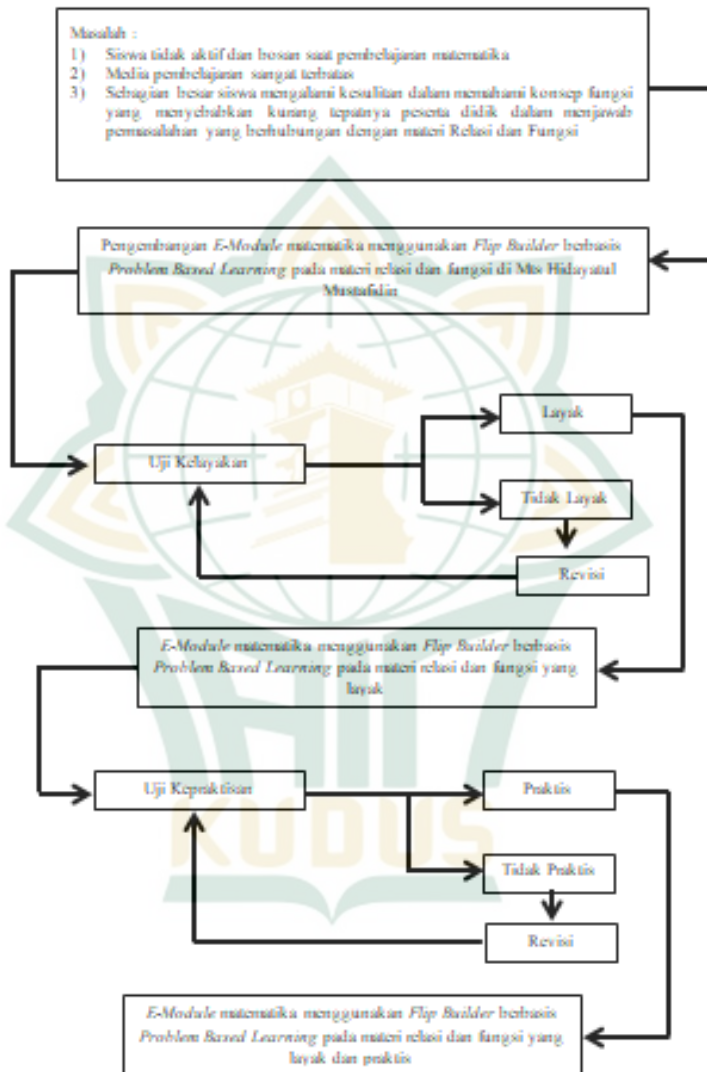 Masalah :
1) Siswa tidak aktif dan bosan saat pembelajaran matematika
2) Media pembelajaran sangat terbatas
3) Sebagian besar siswa mengalami kesulitan dalam memahami konsep fungsi
yang menyebabkan kurang tepatnya peserta didik dalam menjawab
permasalahan yang berhubungan dengan materi Relasi dan Fungsi
Pengembangan E-Module matematika menggunakan Flip Builder berbasis
Problem Based Learning pada materi relasi dan fungsi di Mts Hidayatul
Mustafidin
Layak
Uji Kelayakan
Tidak Layak
Revisi
E-Module matematika menggunakan Flip Builder berbasis
Problem Based Learning pada materi relasi dan fungsi yang
layak
Uji Kepraktisan
Praktis
KUDUS
Tidak Praktis
Revisi
E-Module matematika menggunakan Flip Builder berbasis
Problem Based Learning pada materi relasi dan fungsi yang
layak dan praktis